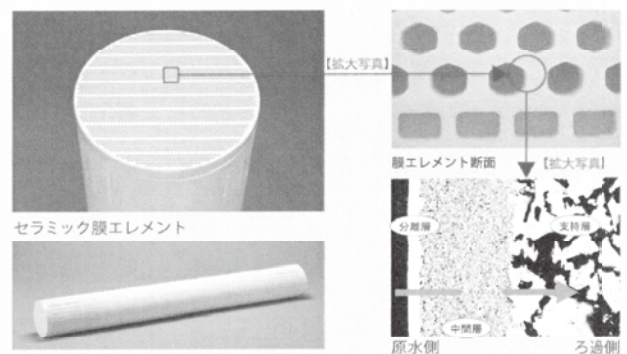 【拡大写真】
膜エレメント断面
【拡大写真】
セラミック膜エレメント
分離層
支持層
中間層
原水側
ろ過側